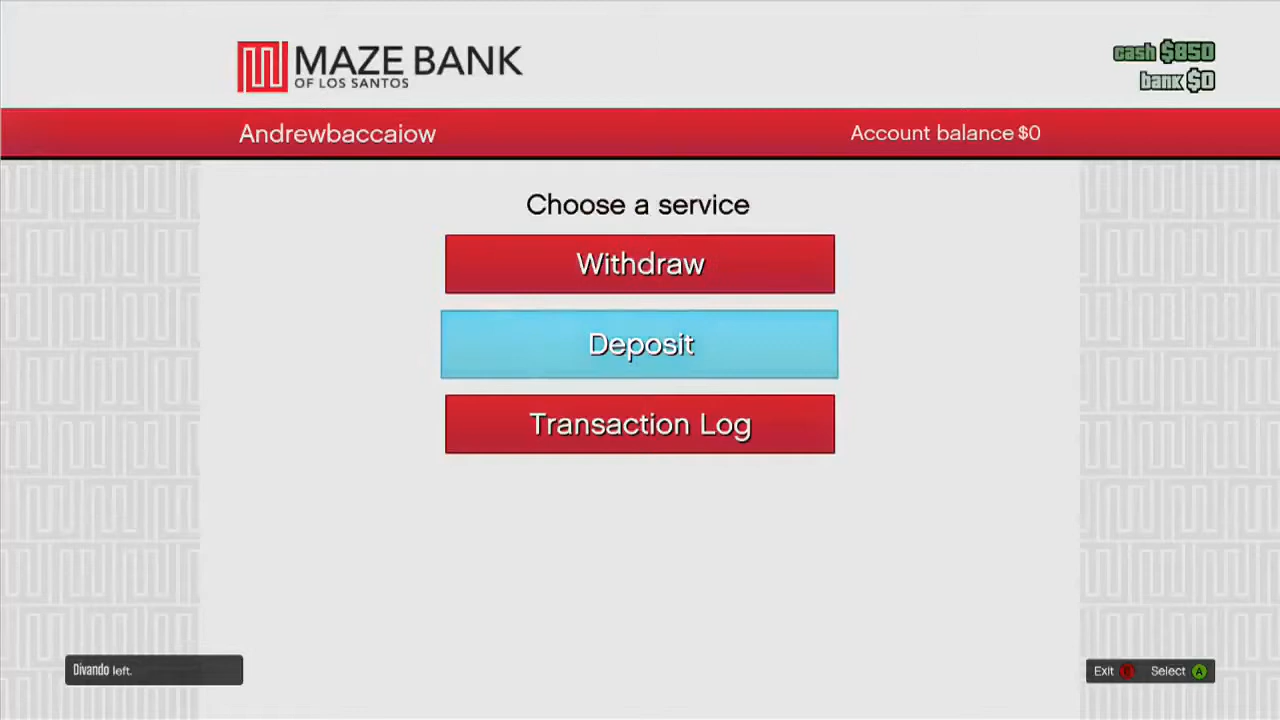 MAZE BANK
OF LOS SANTOS
cash $850
bank $0
Andrewbaccaiow
Account balance $0
Choose a service
Withdraw
Deposit
Transaction Log
Divando left.
Exit B Select A